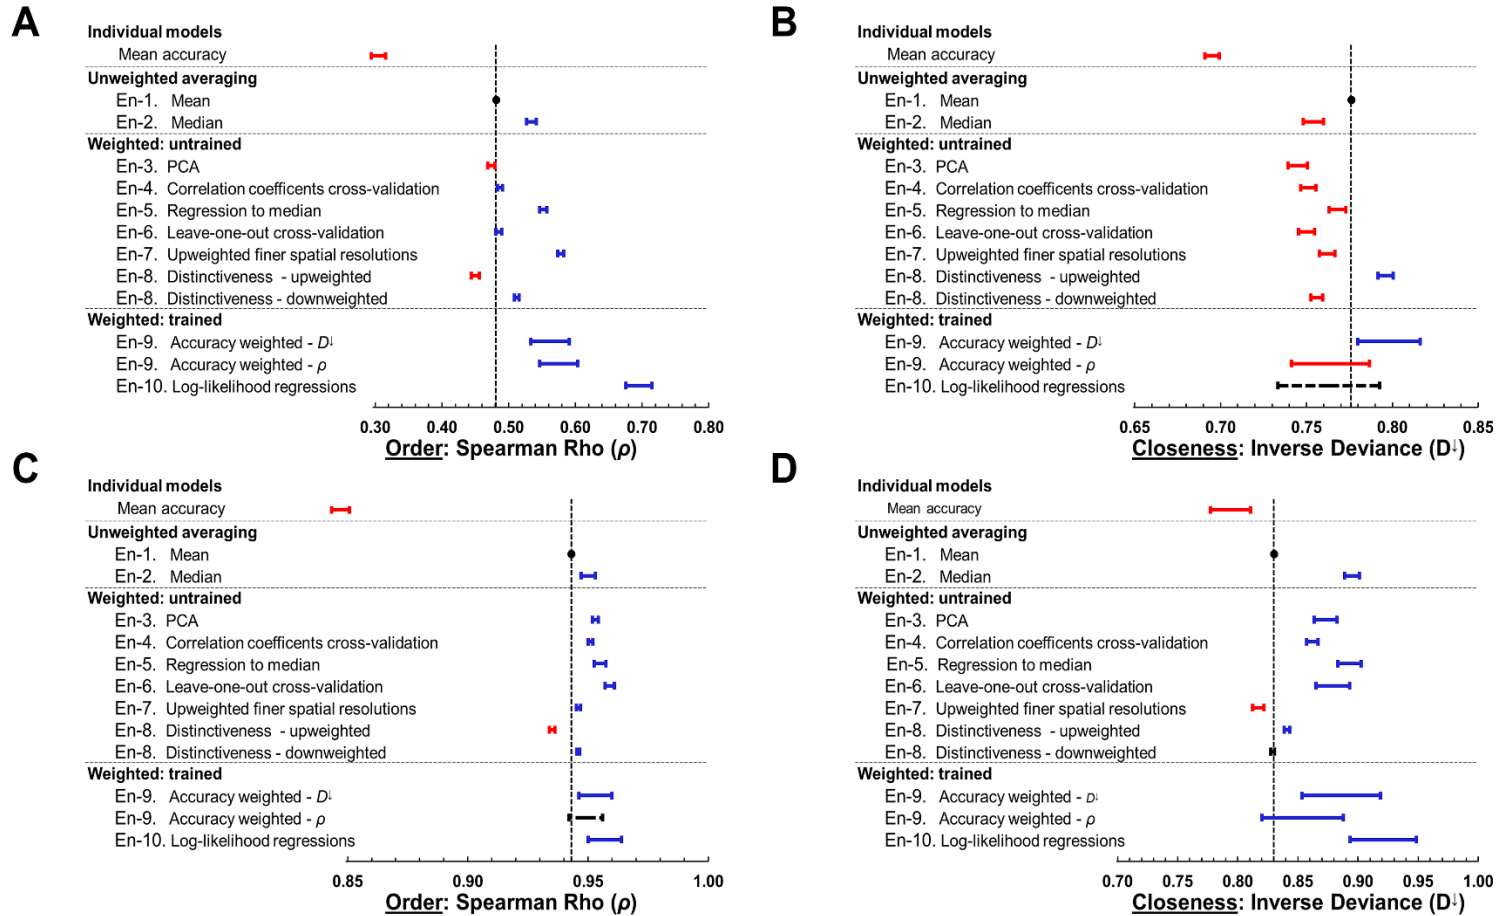 A
Individual models
Mean accuracy
Unweighted averaging
En-1. Mean
En-2. Median
Weighted: untrained
En-3. PCA
En-4. Correlation coefficents cross-validation
En-5. Regression to median
En-6. Leave-one-out cross-validation
En-7. Upweighted finer spatial resolutions
En-8. Distinctiveness - upweighted
En-8. Distinctiveness - downweighted
Weighted: trained
En-9. Accuracy weighted - D↓
En-9. Accuracy weighted - ρ
En-10. Log-likelihood regressions
0.30 0.40 0.50 0.60 0.70 0.80
Order: Spearman Rho (ρ)
B
Individual models
Mean accuracy
Unweighted averaging
En-1. Mean
En-2. Median
Weighted: untrained
En-3. PCA
En-4. Correlation coefficents cross-validation
En-5. Regression to median
En-6. Leave-one-out cross-validation
En-7. Upweighted finer spatial resolutions
En-8. Distinctiveness - upweighted
En-8. Distinctiveness - downweighted
Weighted: trained
En-9. Accuracy weighted - D↓
En-9. Accuracy weighted - ρ
En-10. Log-likelihood regressions
0.65 0.70 0.75 0.80 0.85
Closeness: Inverse Deviance (D↓)
C
Individual models
Mean accuracy
Unweighted averaging
En-1. Mean
En-2. Median
Weighted: untrained
En-3. PCA
En-4. Correlation coefficents cross-validation
En-5. Regression to median
En-6. Leave-one-out cross-validation
En-7. Upweighted finer spatial resolutions
En-8. Distinctiveness - upweighted
En-8. Distinctiveness - downweighted
Weighted: trained
En-9. Accuracy weighted - D↓
En-9. Accuracy weighted - ρ
En-10. Log-likelihood regressions
0.85 0.90 0.95 1.00
Order: Spearman Rho (ρ)
D
Individual models
Mean accuracy
Unweighted averaging
En-1. Mean
En-2. Median
Weighted: untrained
En-3. PCA
En-4. Correlation coefficents cross-validation
En-5. Regression to median
En-6. Leave-one-out cross-validation
En-7. Upweighted finer spatial resolutions
En-8. Distinctiveness - upweighted
En-8. Distinctiveness - downweighted
Weighted: trained
En-9. Accuracy weighted - D↓
En-9. Accuracy weighted - ρ
En-10. Log-likelihood regressions
0.70 0.80 0.85 0.90 0.95 1.00
Closeness: Inverse Deviance (D↓)